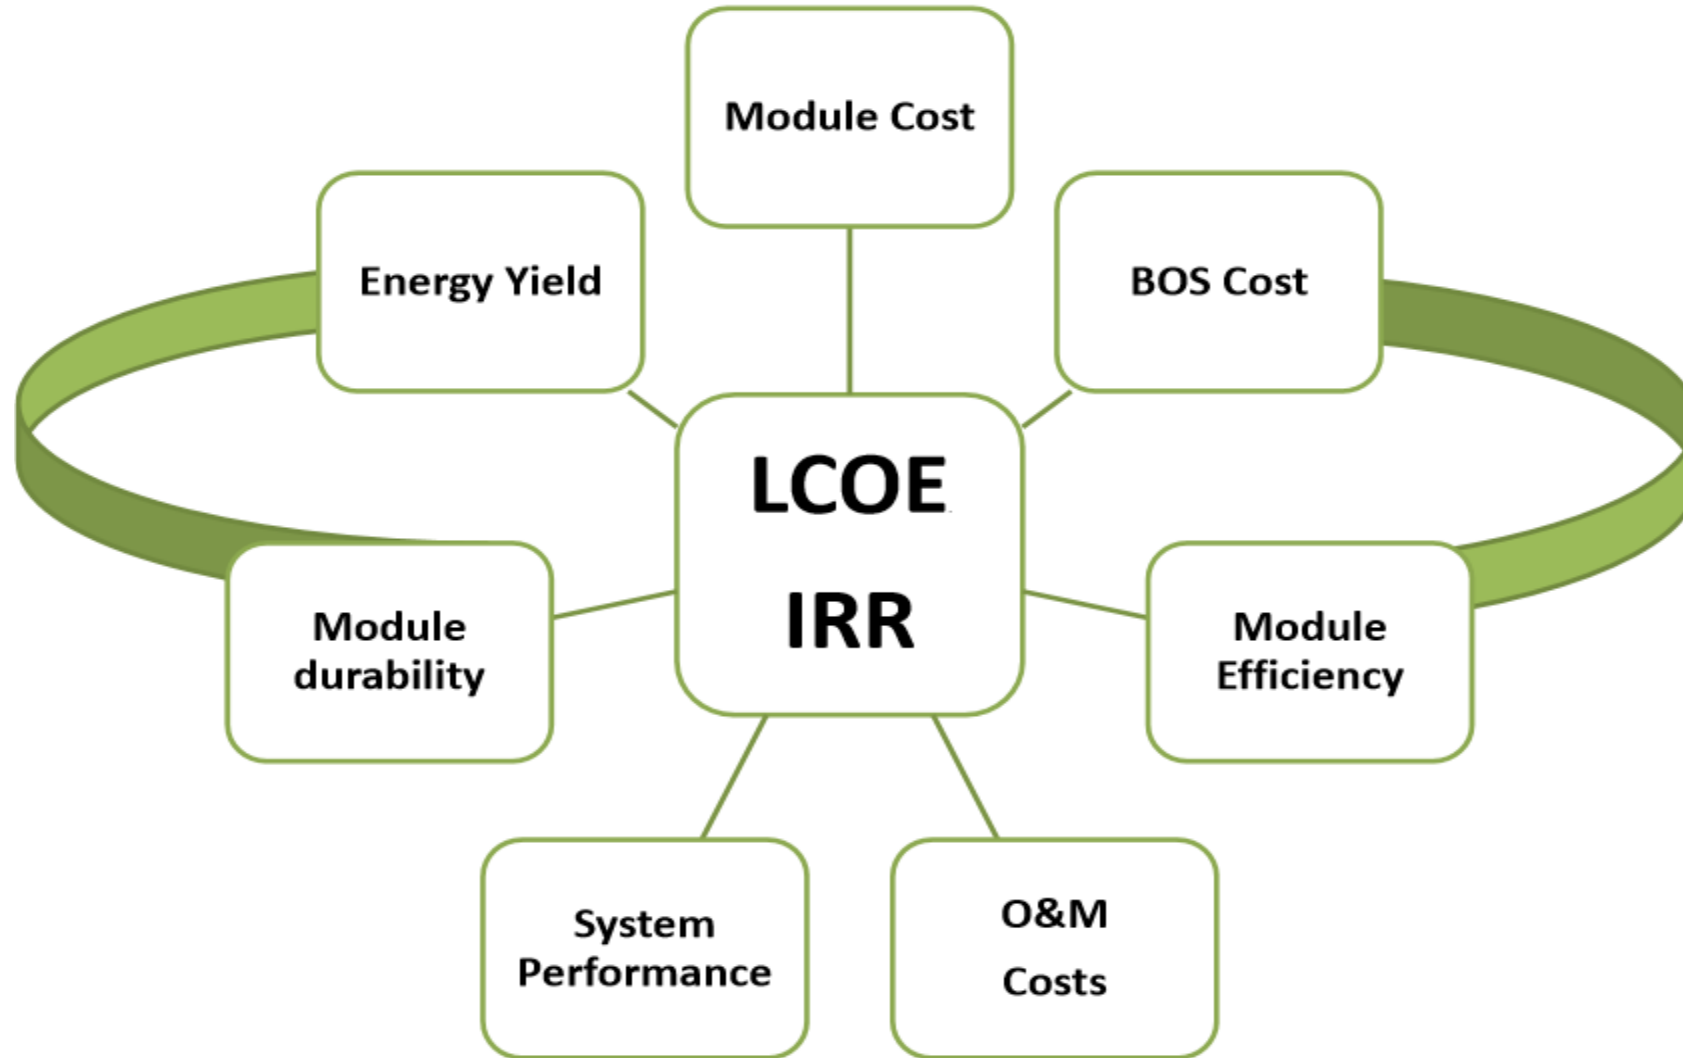 Module Cost
Energy Yield
BOS Cost
LCOE
IRR
Module
durability
Module
Efficiency
System
Performance
O&M
Costs